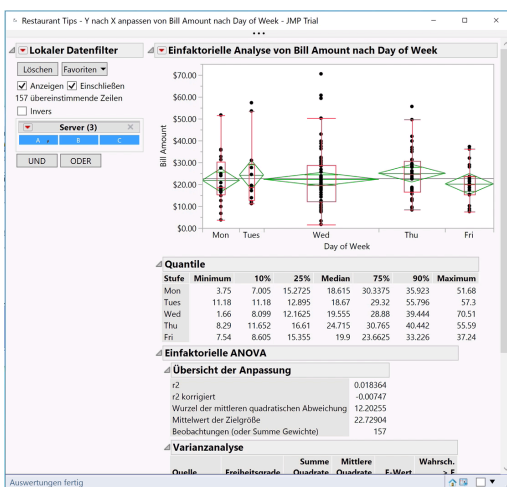 Restaurant Tips - Y nach X anpassen von Bill Amount nach Day of Week - JMP Trial
Lokaler Datenfilter
Löschen Favoriten
Anzeigen Einschließen
157 übereinstimmende Zeilen
Invers
Server (3)
A B C
UND ODER
Einfaktorielle Analyse von Bill Amount nach Day of Week
Bill Amount
$70.00
$60.00
$50.00
$40.00
$30.00
$20.00
$10.00
$0.00
Mon Tues Wed Thu Fri
Day of Week
Quantile
Stufe Minimum 10% 25% Median 75% 90% Maximum
Mon 3.75 7.005 15.2725 18.615 30.3375 35.923 51.68
Tues 11.18 11.18 12.895 18.67 29.32 55.796 57.3
Wed 1.66 8.099 12.1625 19.555 28.88 39.444 70.51
Thu 8.29 11.652 16.61 24.715 30.765 40.442 55.59
Fri 7.54 8.605 15.355 19.9 23.6625 33.226 37.24
Einfaktorielle ANOVA
Übersicht der Anpassung
r2 0.018364
r2 korrigiert -0.00747
Wurzel der mittleren quadratischen Abweichung 12.20255
Mittelwert der Zielgröße 22.72904
Beobachtungen (oder Summe Gewichte) 157
Varianzanalyse
Summe Mittlere Wahrsch.
Quelle Freiheitsgrade Quadrate Quadrate F-Wert > F
Auswertungen fertig